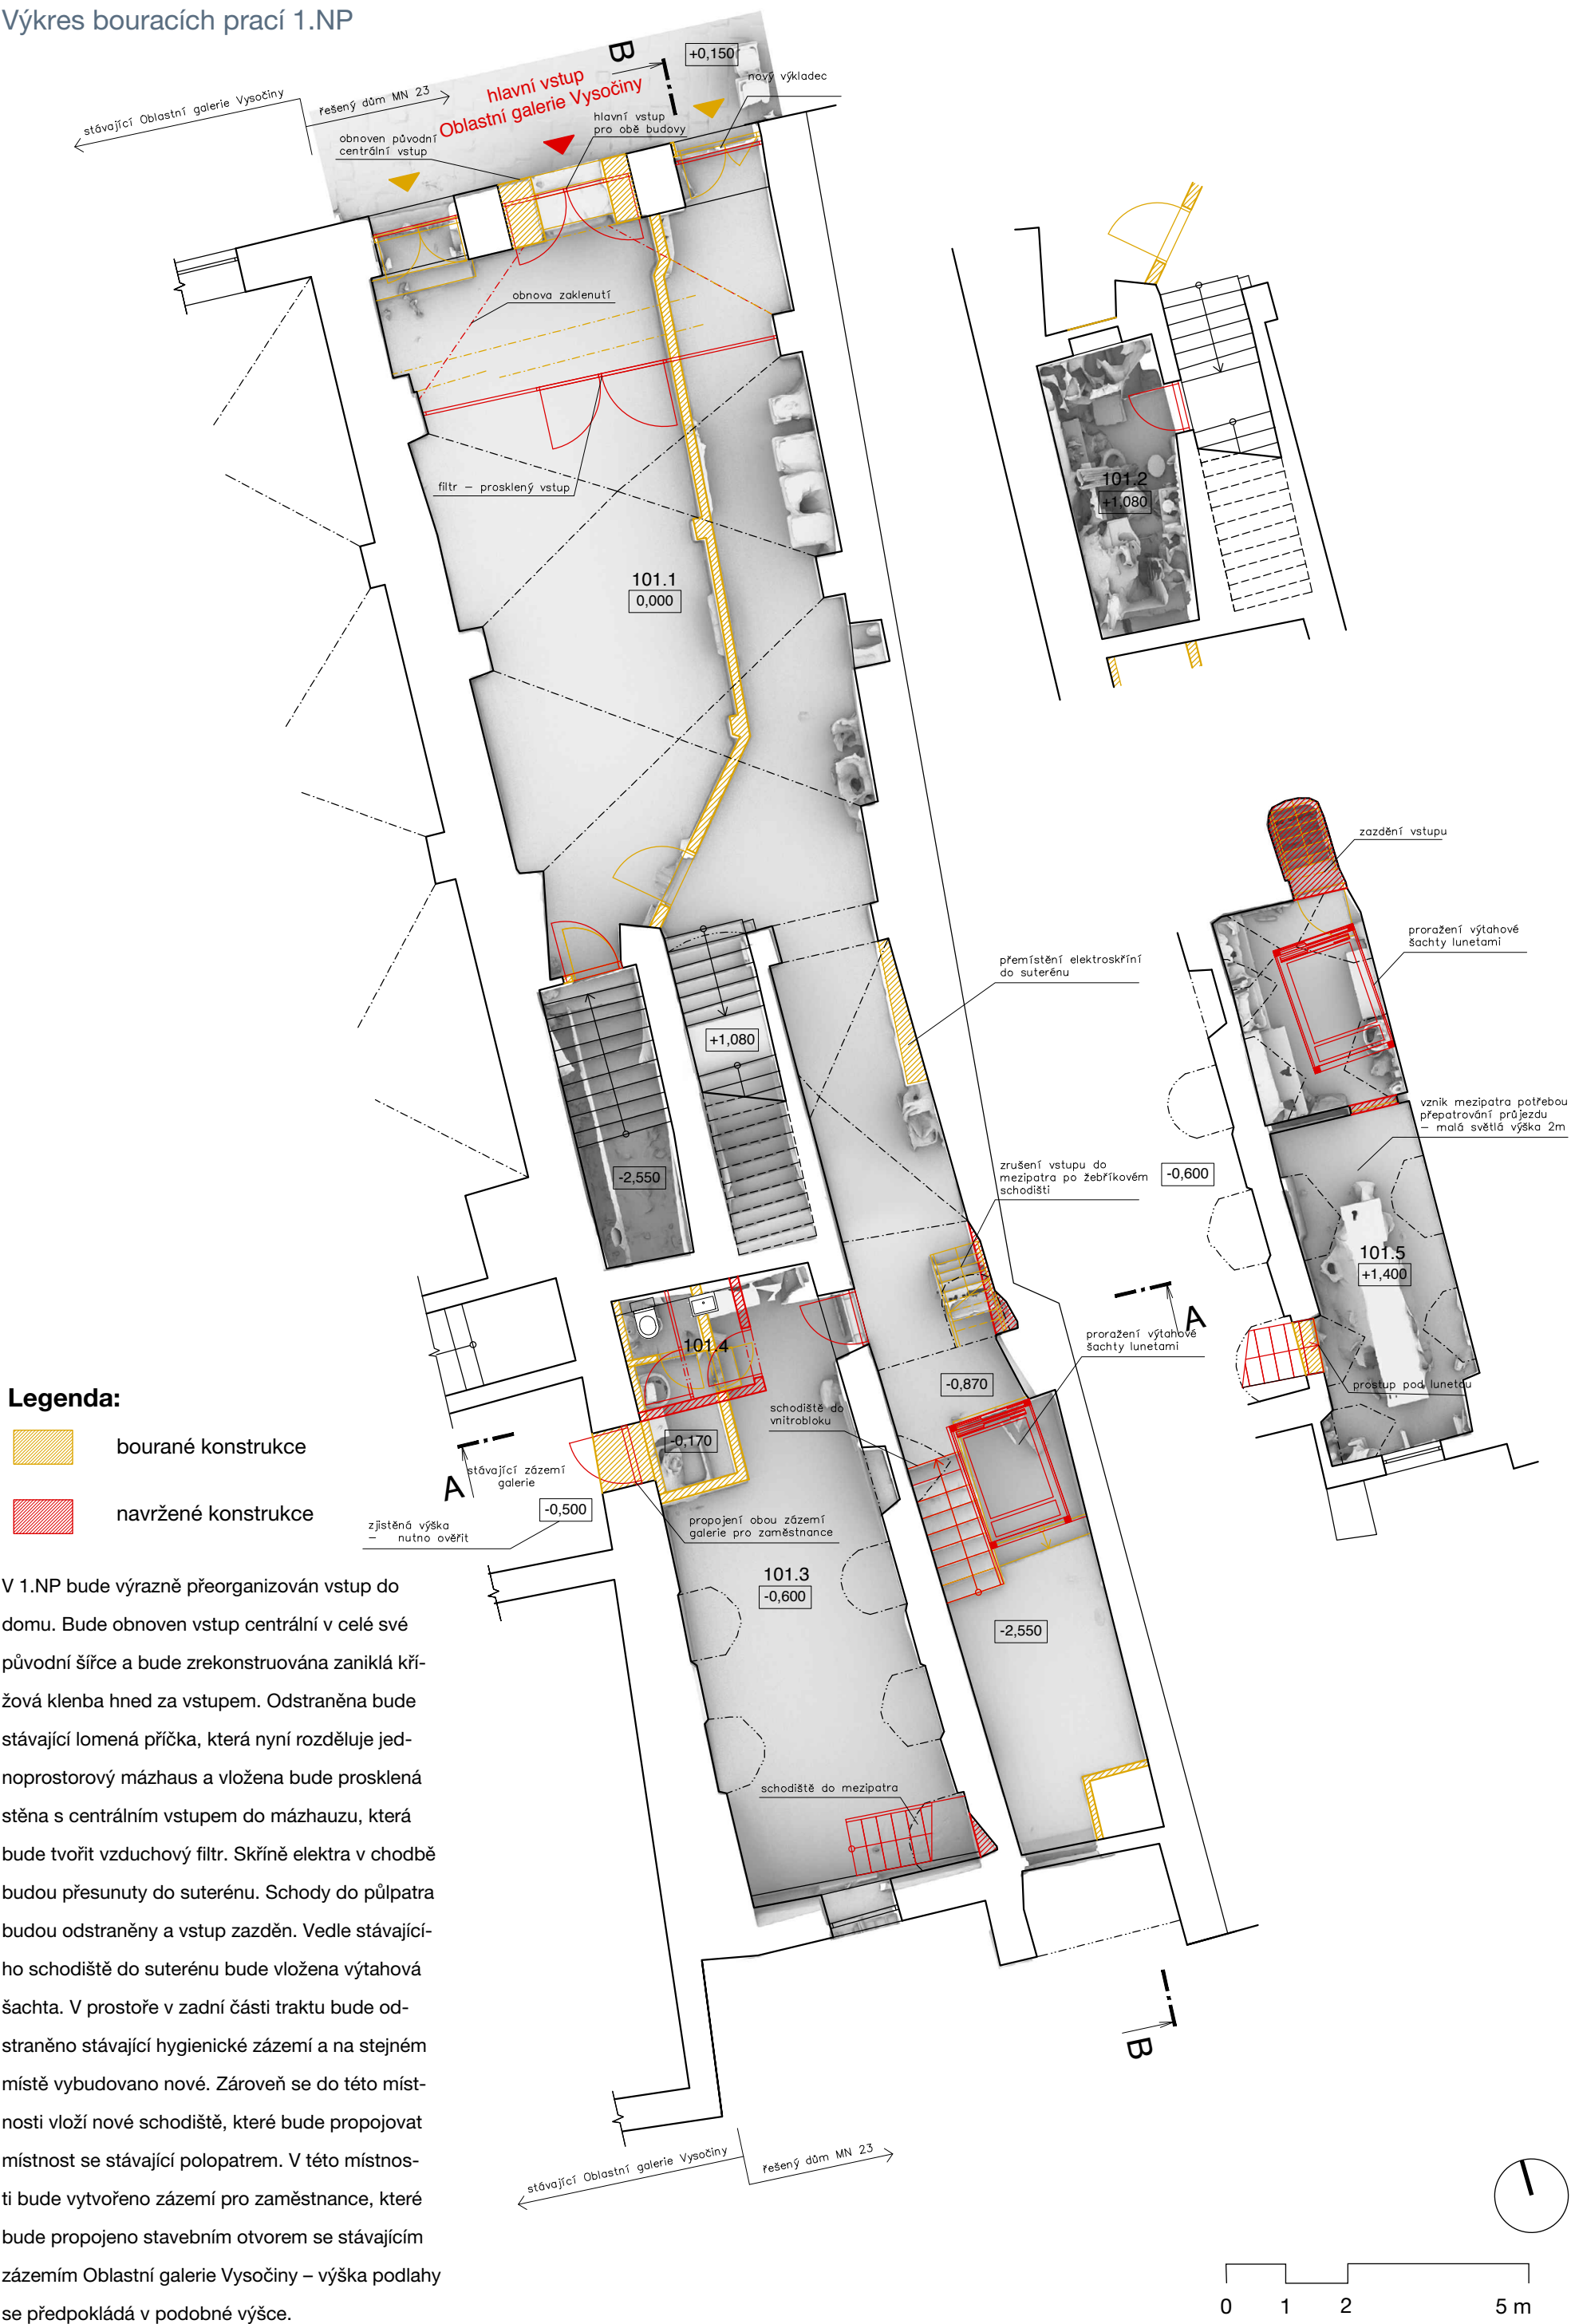 Výkres bouracích prací 1.NP
B
+0,150
nový výkladec
hlavní vstup
Oblastní galerie Vysočiny
stávající Oblastní galerie Vysočiny
řešený dům MN 23
obnoven původní
centrální vstup
hlavní vstup
pro obě budovy
obnova zaklenutí
filtr – prosklený vstup
101.2
+1,080
101.1
0,000
zazdění vstupu
proražení výtahové
šachty lunetami
přemístění elektroskříní
do suterénu
+1,080
vznik mezipatra potřebou
přepatrování průjezdu
– malá světlá výška 2m
zrušení vstupu do
mezipatra po žebříkovém
schodišti
-0,600
-2,550
101.5
+1,400
A
proražení výtahové
šachty lunetami
101.4
prostup pod lunetou
-0,870
schodiště do
vnitrobloku
-0,170
A
stávající zázemí
galerie
-0,500
zjistěná výška
– nutno ověřit
propojení obou zázemí
galerie pro zaměstnance
101.3
-0,600
-2,550
schodiště do mezipatra
B
stávající Oblastní galerie Vysočiny
řešený dům MN 23
Legenda:
bourané konstrukce
navržené konstrukce
V 1.NP bude výrazně přeorganizován vstup do
domu. Bude obnoven vstup centrální v celé své
původní šířce a bude zrekonstruována zaniklá kří-
žová klenba hned za vstupem. Odstraněna bude
stávající lomená příčka, která nyní rozděluje jed-
noprostorový mázhaus a vložena bude prosklená
stěna s centrálním vstupem do mázhauzu, která
bude tvořit vzduchový filtr. Skříně elektra v chodbě
budou přesunuty do suterénu. Schody do půlpatra
budou odstraněny a vstup zazděn. Vedle stávající-
ho schodiště do suterénu bude vložena výtahová
šachta. V prostoře v zadní části traktu bude od-
straněno stávající hygienické zázemí a na stejném
místě vybudovano nové. Zároveň se do této míst-
nosti vloží nové schodiště, které bude propojovat
místnost se stávající polopatrem. V této místnos-
ti bude vytvořeno zázemí pro zaměstnance, které
bude propojeno stavebním otvorem se stávajícím
zázemím Oblastní galerie Vysočiny – výška podlahy
se předpokládá v podobné výšce.
0 1 2 5 m